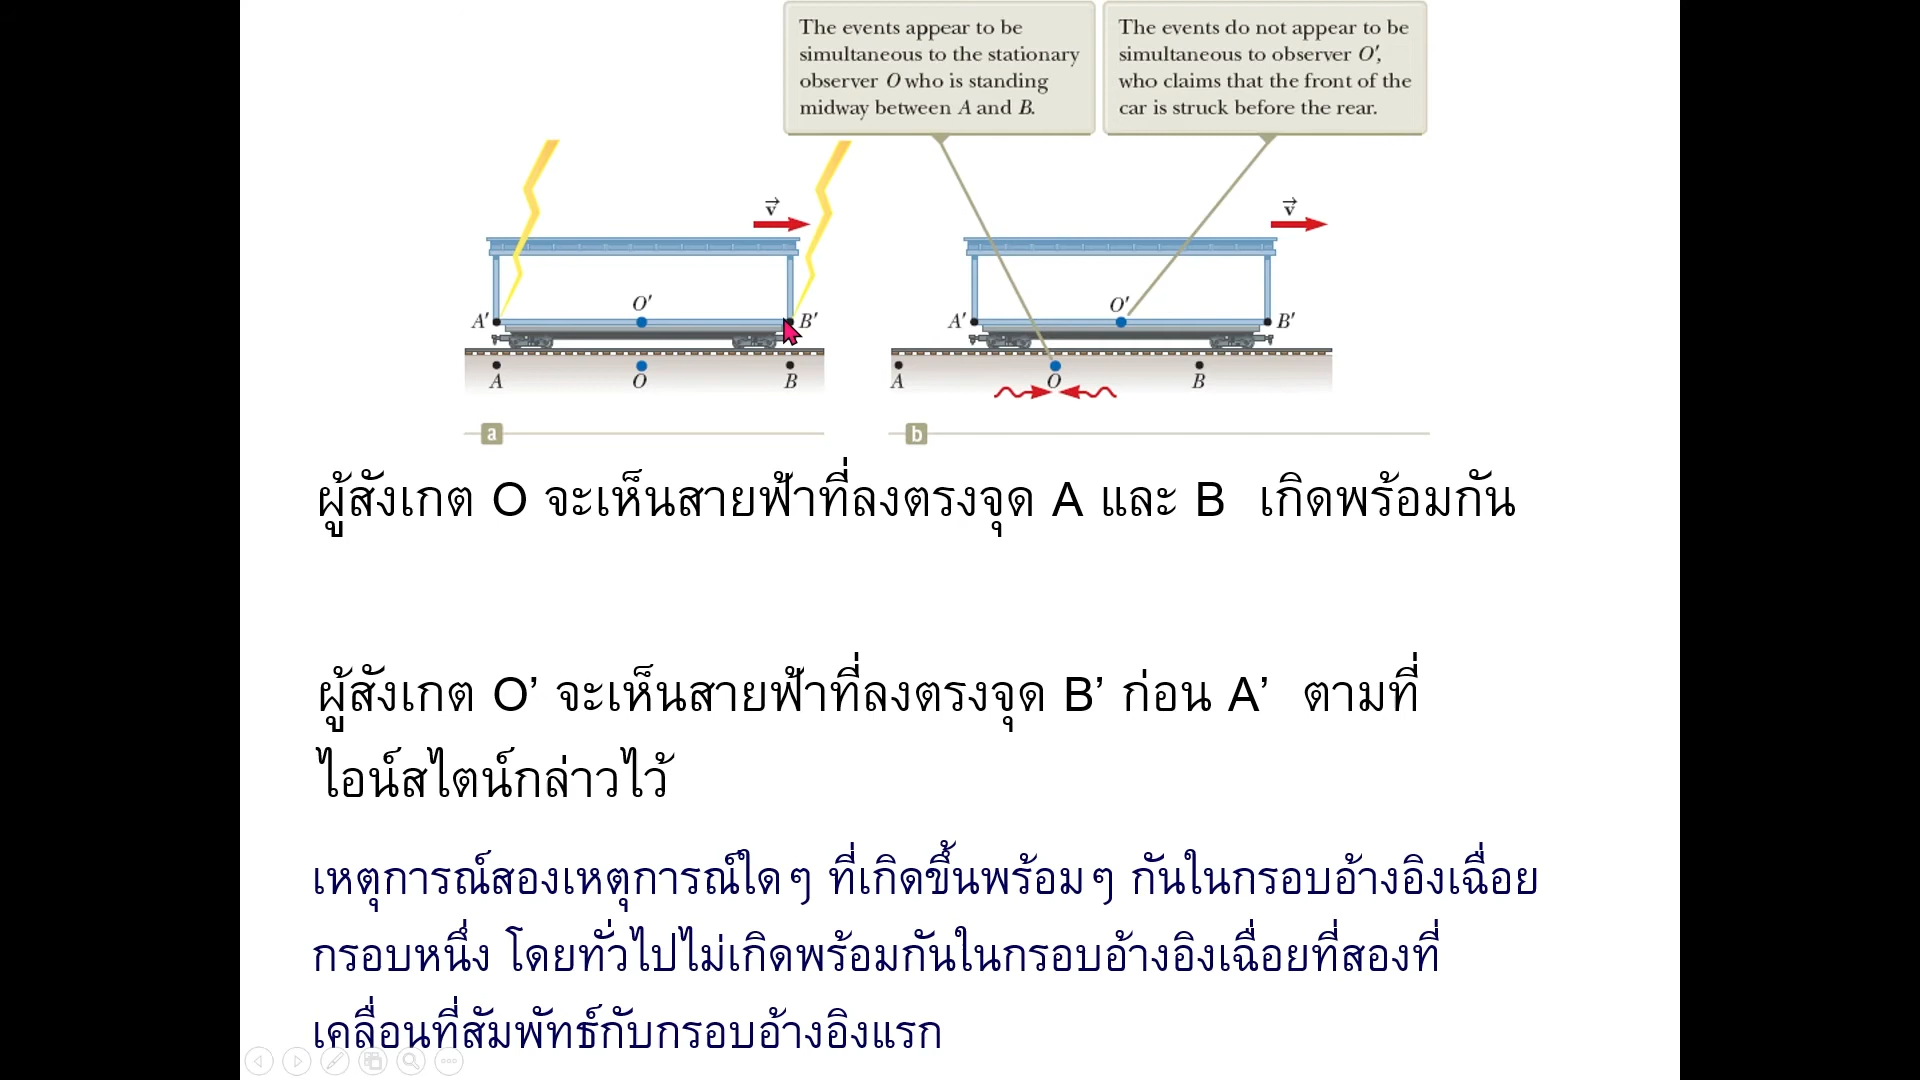 The events appear to be
simultaneous to the stationary
observer O who is standing
midway between A and B.
The events do not appear to be
simultaneous to observer O′,
who claims that the front of the
car is struck before the rear.
v
v
O′
A′
B′
A
O
B
O′
A′
B′
A
O
B
a
b
ผู้สังเกต O จะเห็นสายฟ้าที่ลงตรงจุด A และ B เกิดพร้อมกัน
ผู้สังเกต O’ จะเห็นสายฟ้าที่ลงตรงจุด B’ ก่อน A’ ตามที่
ไอน์สไตน์กล่าวไว้
เหตุการณ์สองเหตุการณ์ใดๆ ที่เกิดขึ้นพร้อมๆ กันในกรอบอ้างอิงเฉื่อย
กรอบหนึ่ง โดยทั่วไปไม่เกิดพร้อมกันในกรอบอ้างอิงเฉื่อยที่สองที่
เคลื่อนที่สัมพัทธ์กับกรอบอ้างอิงแรก